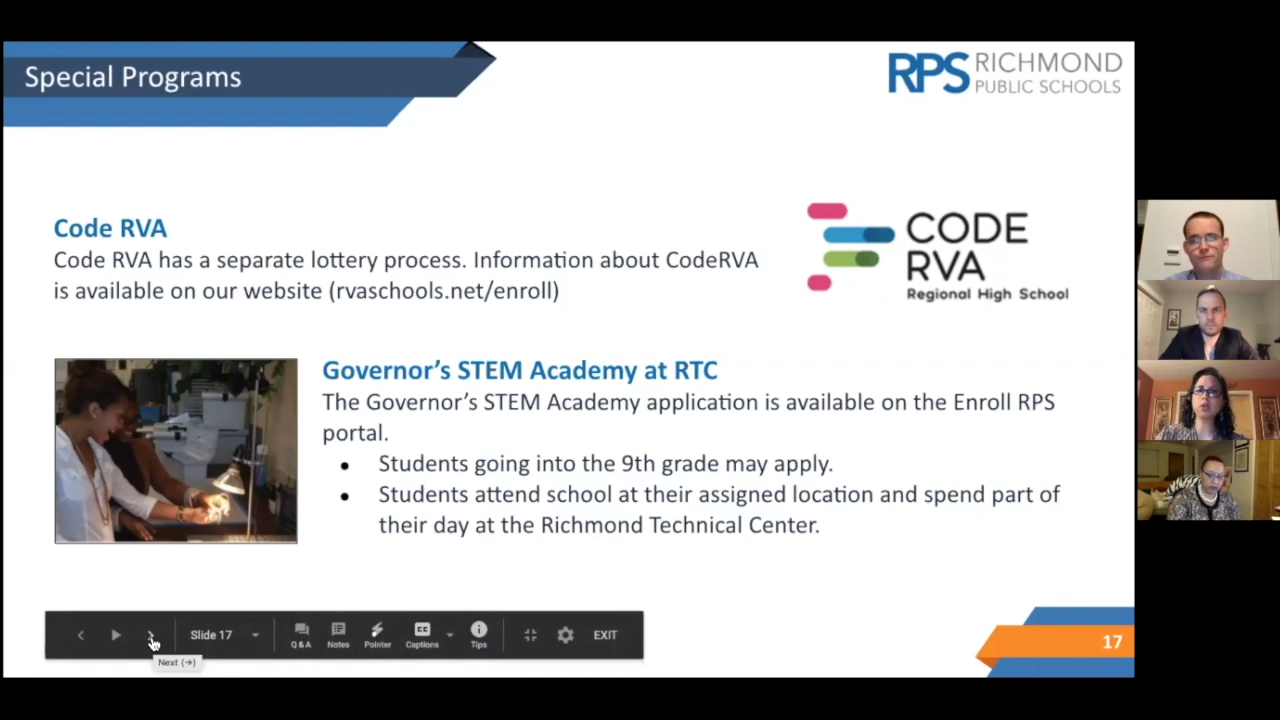 Special Programs
RPS RICHMOND
PUBLIC SCHOOLS
Code RVA
Code RVA has a separate lottery process. Information about CodeRVA
is available on our website (rvaschools.net/enroll)
CODE
RVA
Regional High School
Governor's STEM Academy at RTC
The Governor's STEM Academy application is available on the Enroll RPS
portal.
• Students going into the 9th grade may apply.
• Students attend school at their assigned location and spend part of
their day at the Richmond Technical Center.
Slide 17
Q & A
Notes
Pointer
CC
Captions
Tips
EXIT
Next (→)
17